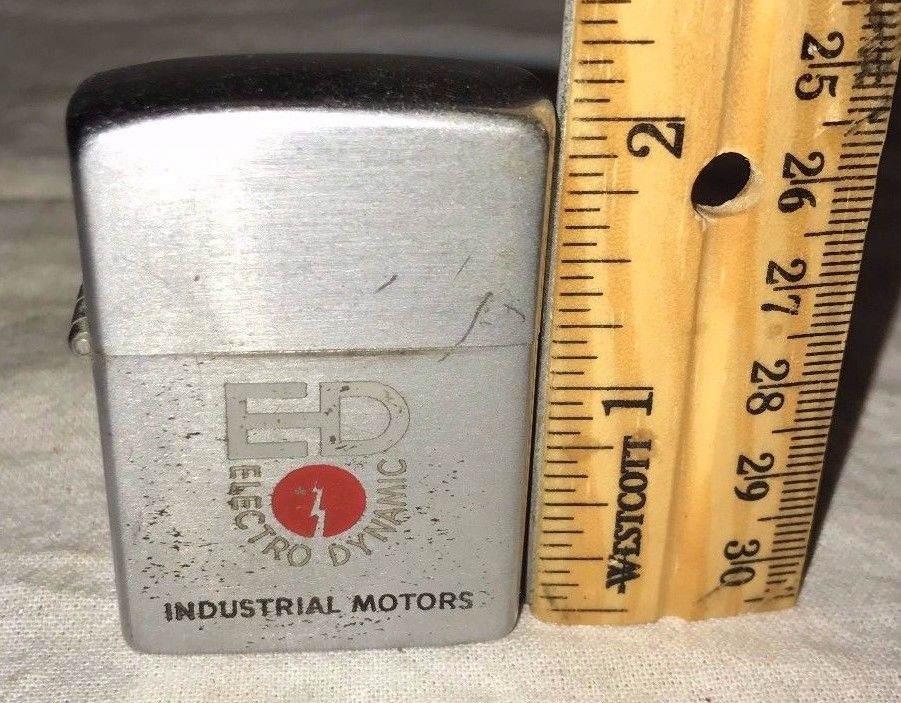 ED
ELECTRO DYNAMIC
INDUSTRIAL MOTORS
2
1
WESTCOTT
25
26
27
28
29
30